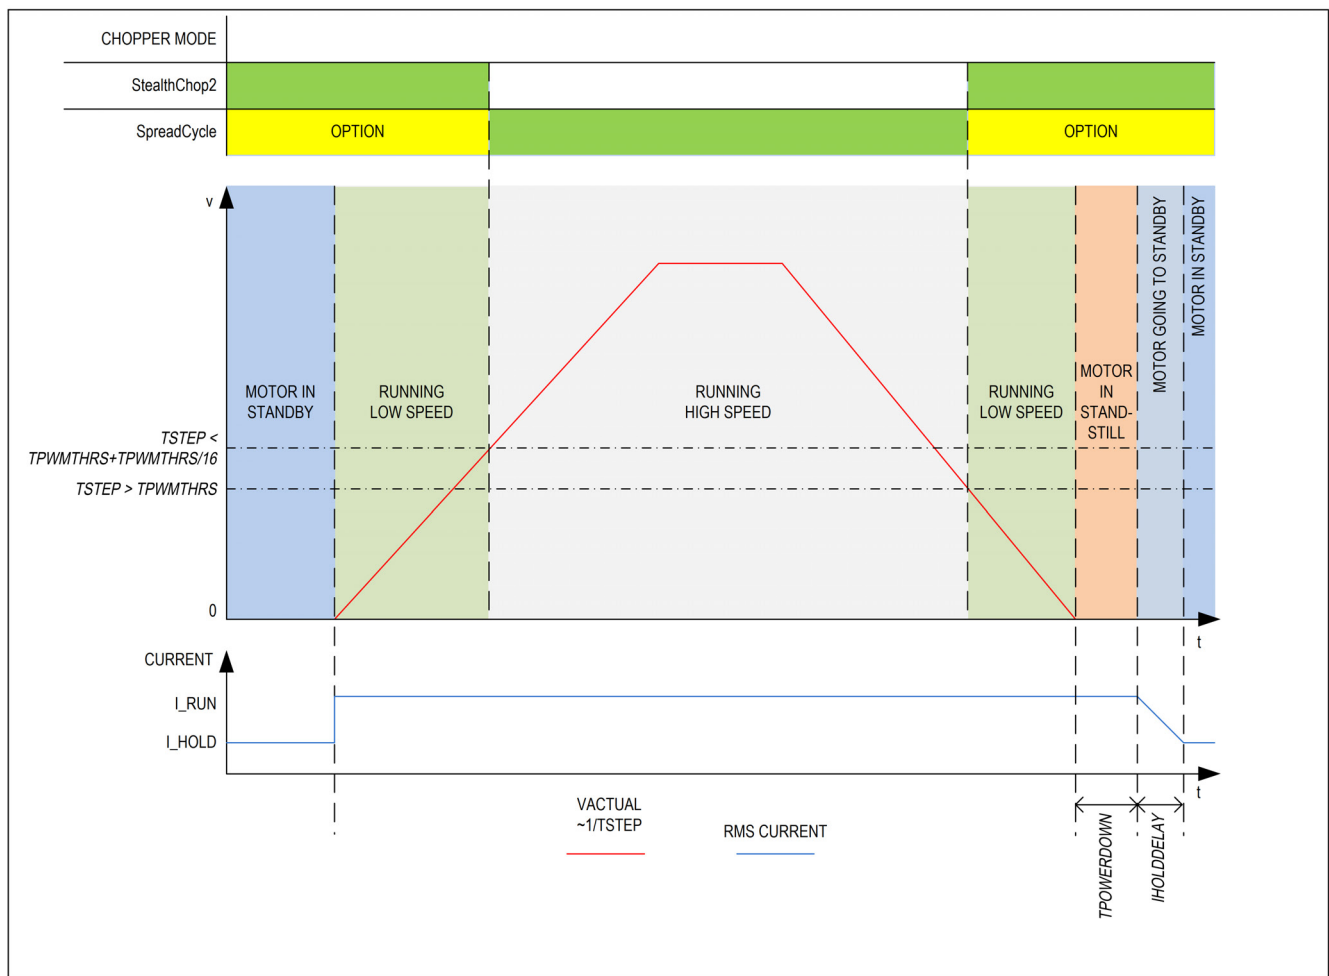 CHOPPER MODE
StealthChop2
SpreadCycle
OPTION
OPTION
v
MOTOR IN
STANDBY
RUNNING
LOW SPEED
RUNNING
HIGH SPEED
RUNNING
LOW SPEED
MOTOR
IN
STAND-
STILL
MOTOR GOING TO STANDBY
MOTOR IN STANDBY
TSTEP <
TPWMTHRS+TPWMTHRS/16
TSTEP > TPWMTHRS
0
t
CURRENT
I_RUN
I_HOLD
t
VACTUAL
~1/TSTEP
RMS CURRENT
TPOWERDOWN
IHOLDDELAY